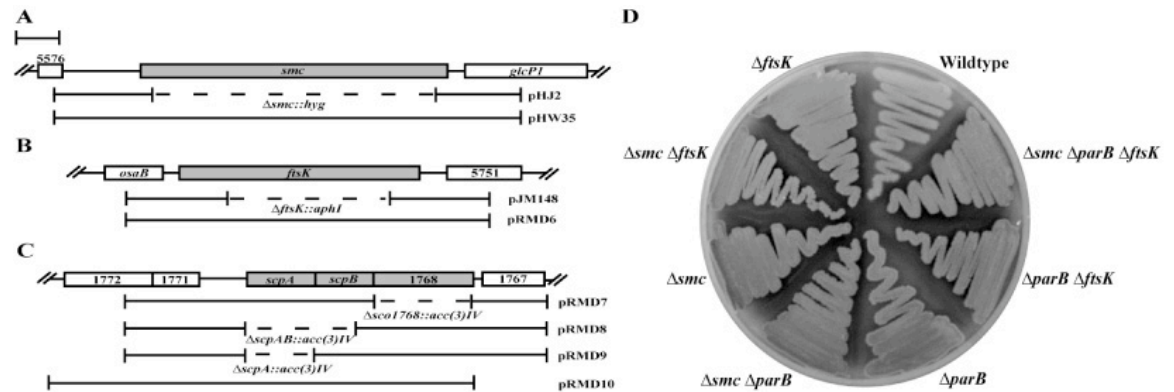 A
5576 smc glcP1
Δsmc::hyg pHJ2
pHW35
B
osaB ftsK 5751
pJM148
ΔftsK::aphI
pRMD6
C
1772 1771 scpA scpB 1768 1767
pRMD7
Δsco1768::acc(3)IV
pRMD8
ΔscpAB::acc(3)IV
pRMD9
ΔscpA::acc(3)IV
pRMD10
D
ΔftsK Wildtype
Δsmc ΔftsK Δsmc ΔparB ΔftsK
Δsmc ΔparB ΔftsK
Δsmc ΔparB ΔparB